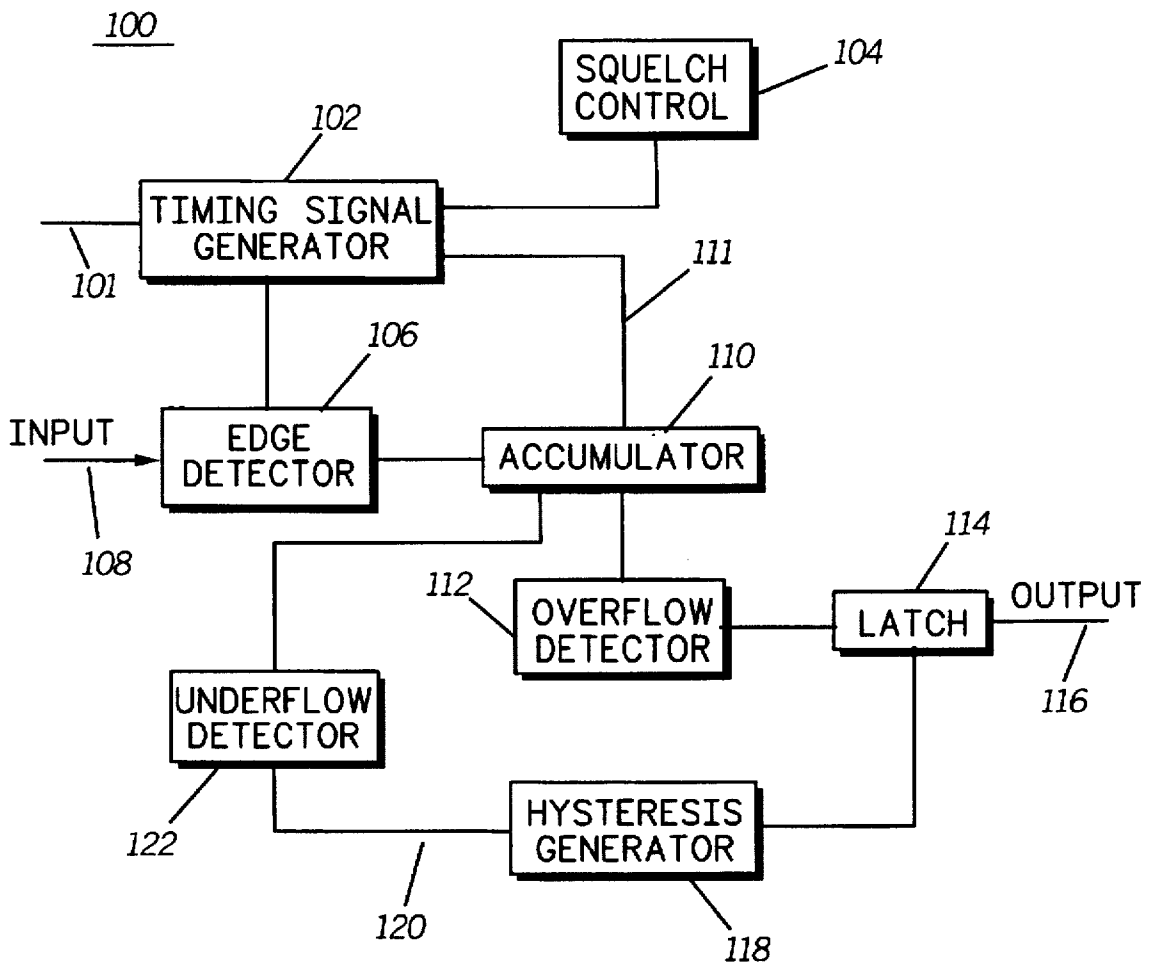 100
SQUELCH
CONTROL
104
102
TIMING SIGNAL
GENERATOR
101
111
106
110
INPUT
EDGE
DETECTOR
ACCUMULATOR
108
114
112
OVERFLOW
DETECTOR
LATCH
OUTPUT
116
UNDERFLOW
DETECTOR
122
HYSTERESIS
GENERATOR
120
118